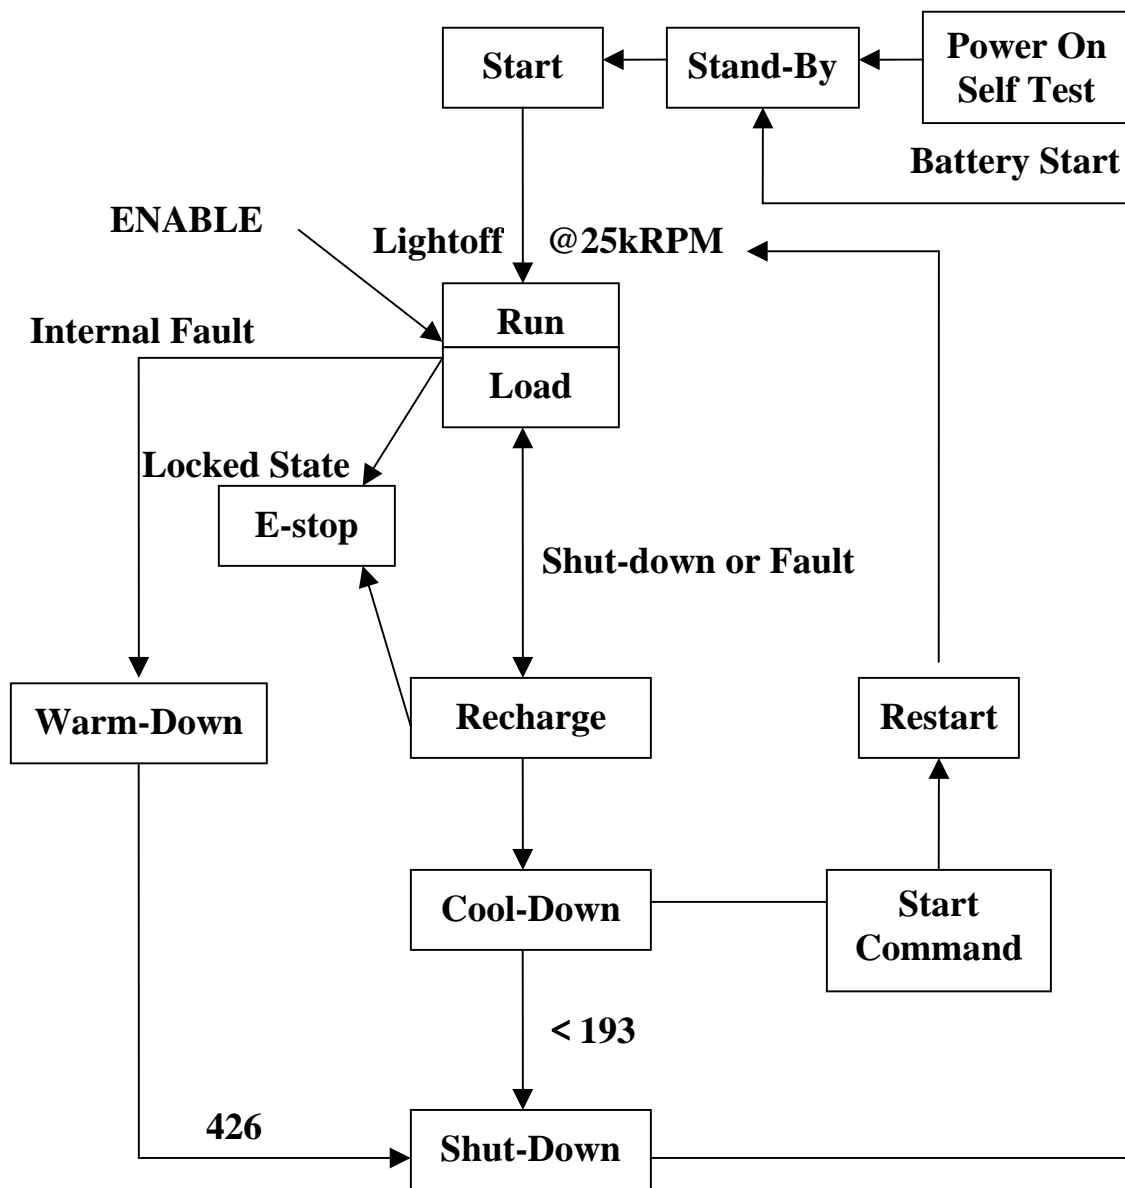 Start
Stand-By
Power On
Self Test
Battery Start
ENABLE
Lightoff
@25kRPM
Run
Internal Fault
Load
Locked State
E-stop
Shut-down or Fault
Warm-Down
Recharge
Restart
Cool-Down
Start
Command
< 193
426
Shut-Down